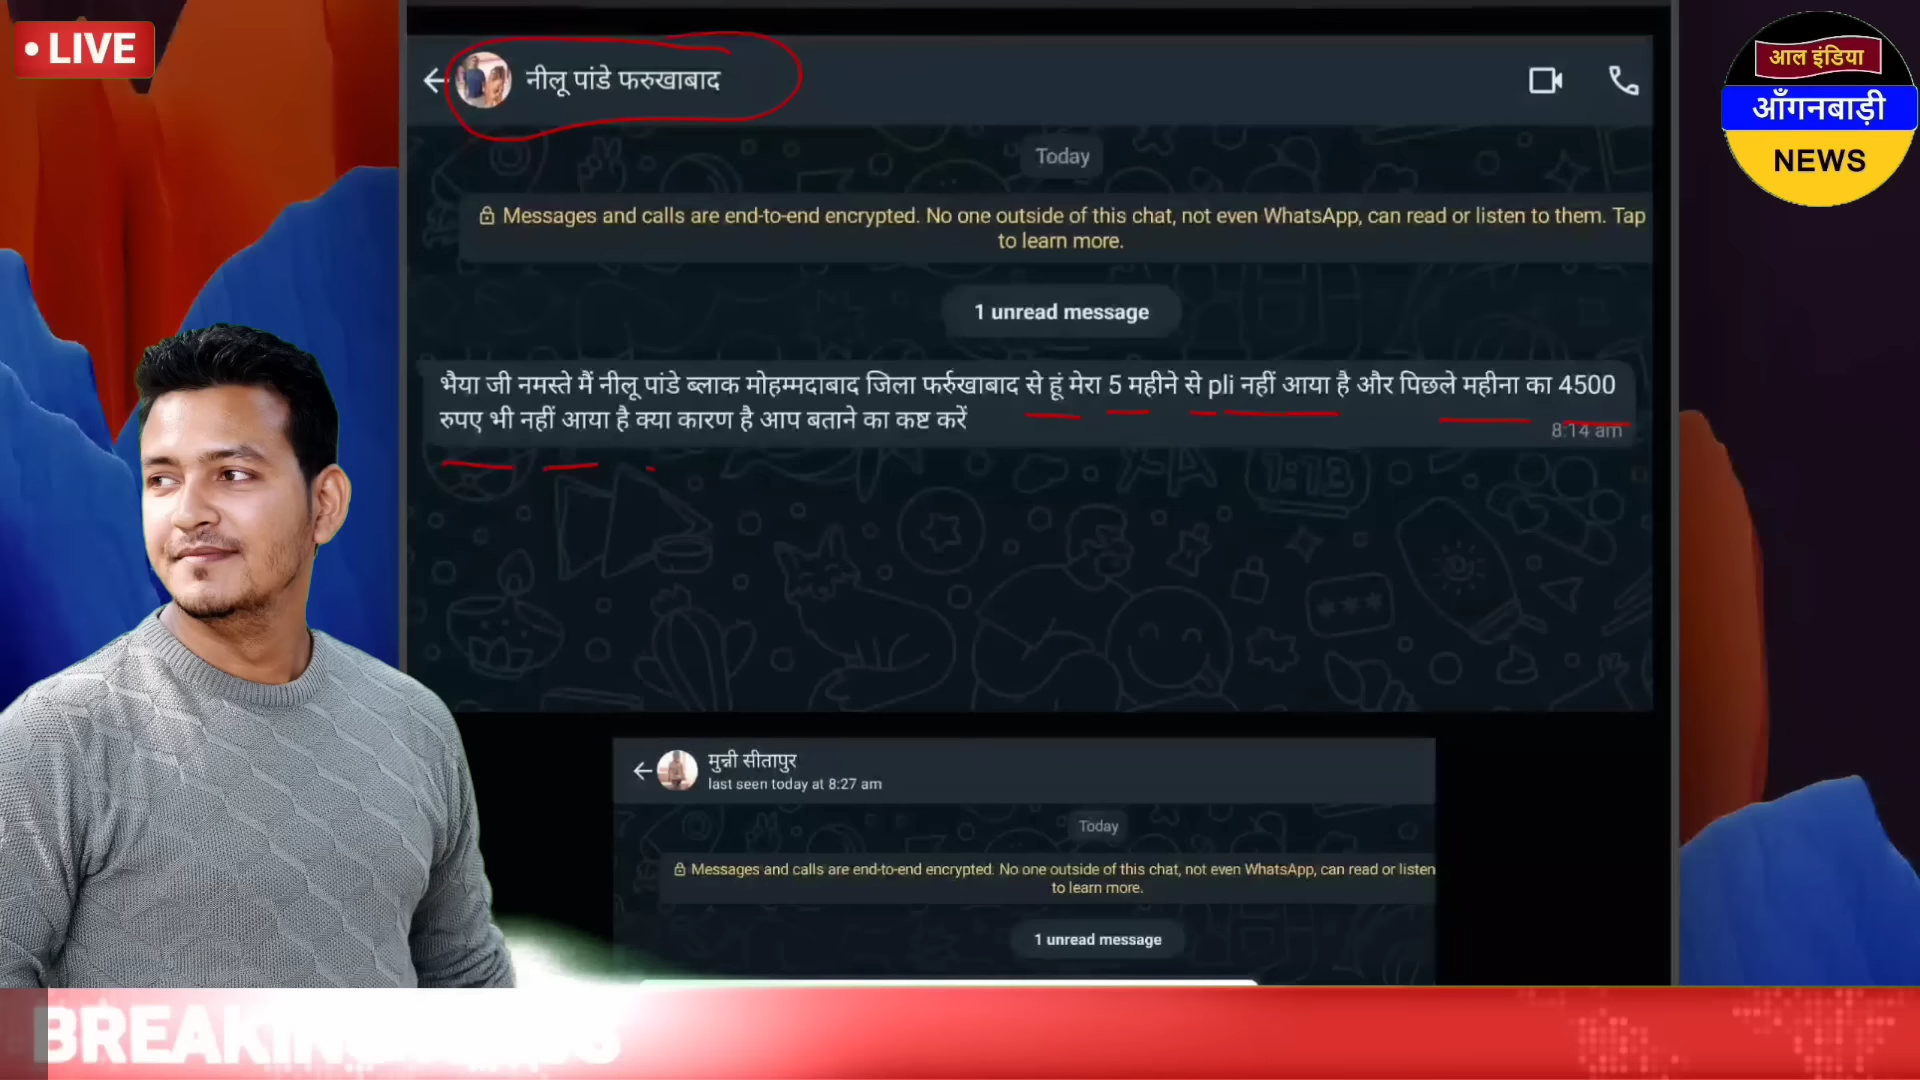 LIVE
नीलू पांडे फरुखाबाद
आल इंडिया
आँगनबाड़ी
NEWS
Today
Messages and calls are end-to-end encrypted. No one outside of this chat, not even WhatsApp, can read or listen to them. Tap
to learn more.
1 unread message
भैया जी नमस्ते मैं नीलू पांडे ब्लाक मोहम्मदाबाद जिला फर्रुखाबाद से हूं मेरा 5 महीने से pli नहीं आया है और पिछले महीना का 4500
रुपए भी नहीं आया है क्या कारण है आप बताने का कष्ट करें
8:14 am
मुन्नी सीतापुर
last seen today at 8:27 am
Today
Messages and calls are end-to-end encrypted. No one outside of this chat, not even WhatsApp, can read or listen
to learn more.
1 unread message